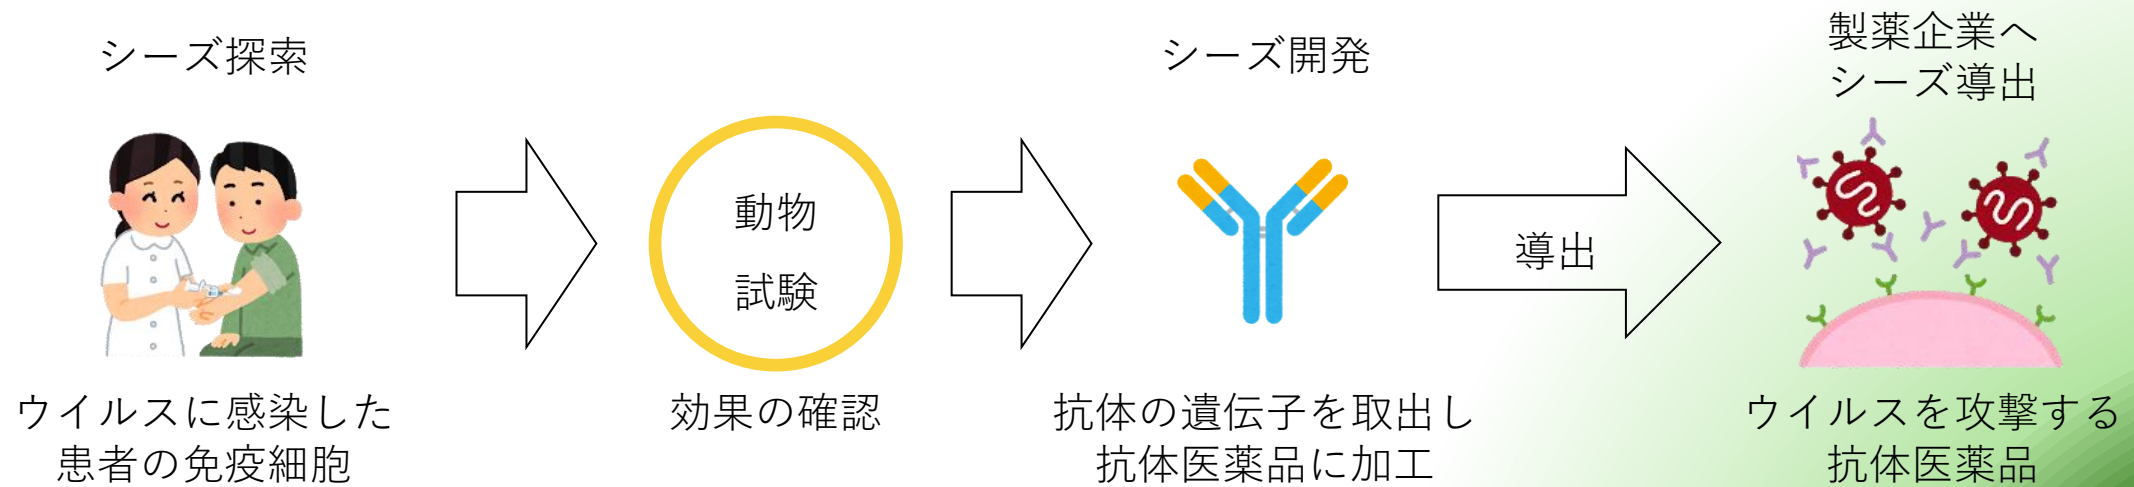 シーズ探索
ウイルスに感染した
患者の免疫細胞
動物
試験
効果の確認
シーズ開発
抗体の遺伝子を取出し
抗体医薬品に加工
導出
製薬企業へ
シーズ導出
ウイルスを攻撃する
抗体医薬品